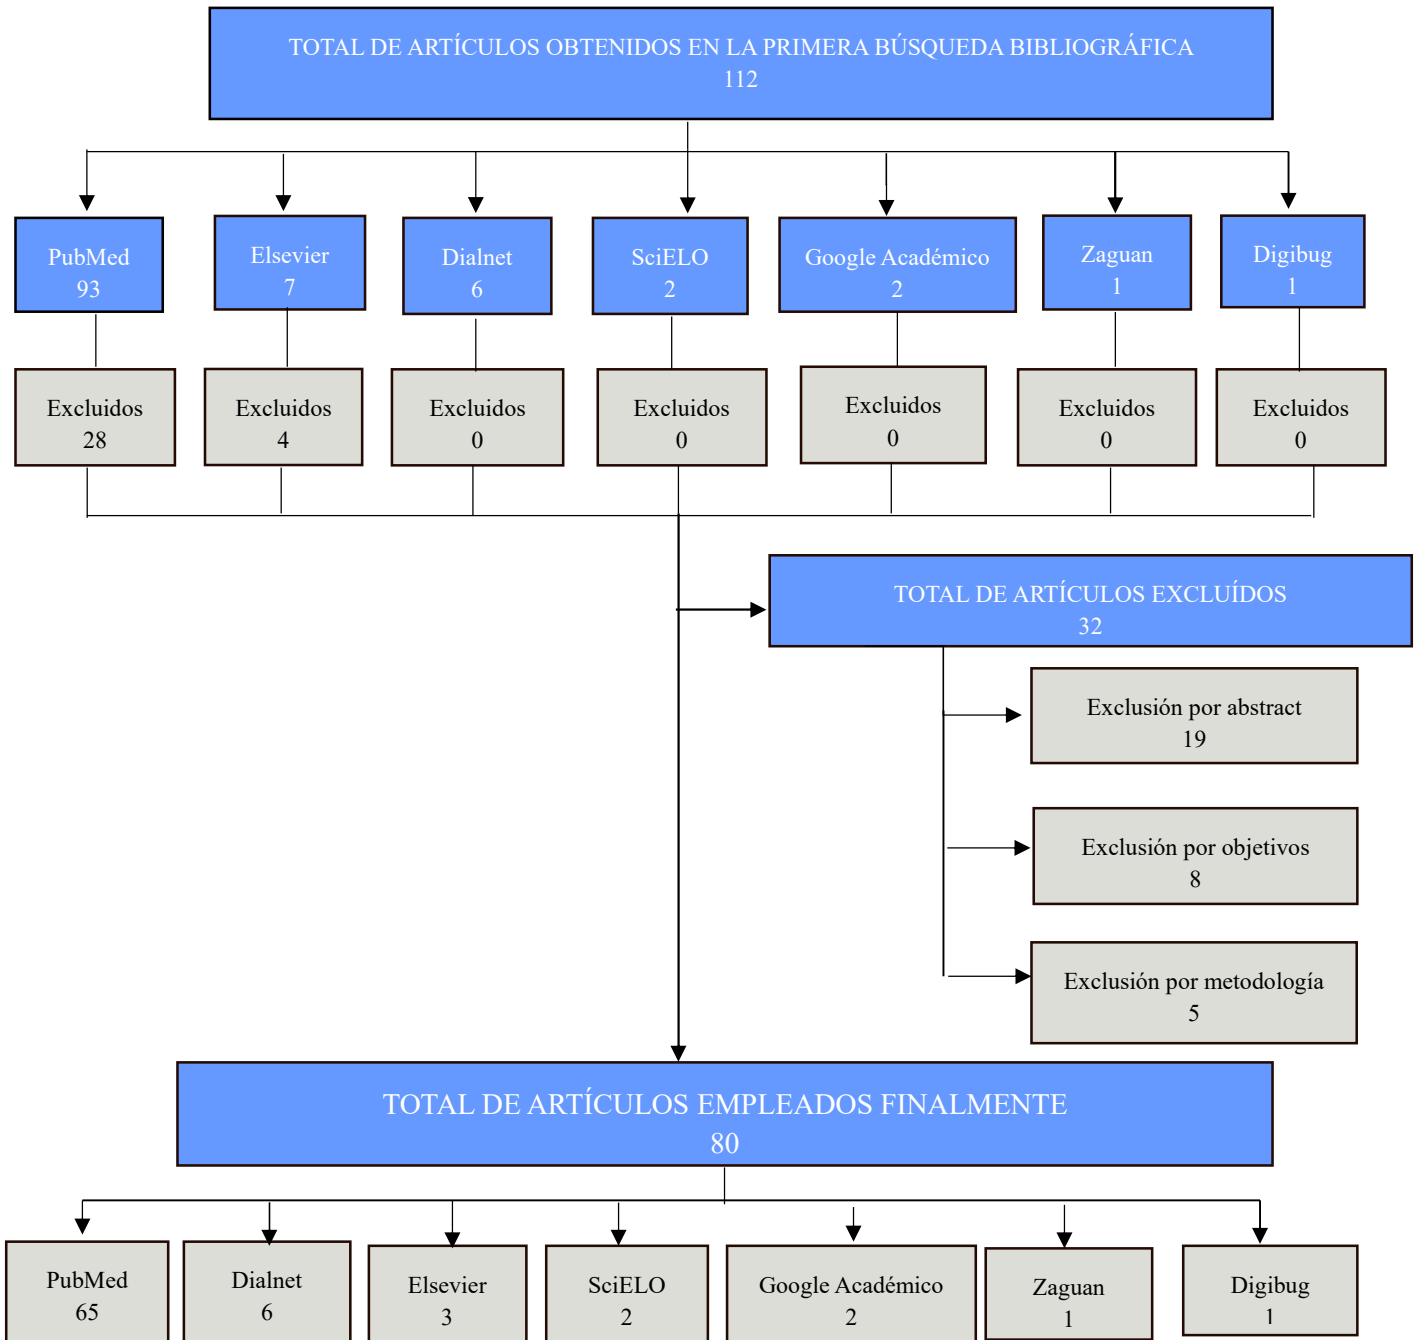 TOTAL DE ARTÍCULOS OBTENIDOS EN LA PRIMERA BÚSQUEDA BIBLIOGRÁFICA
112
PubMed
93
Elsevier
7
Dialnet
6
SciELO
2
Google Académico
2
Zaguan
1
Digibug
1
Excluidos
28
Excluidos
4
Excluidos
0
Excluidos
0
Excluidos
0
Excluidos
0
Excluidos
0
TOTAL DE ARTÍCULOS EXCLUÍDOS
32
Exclusión por abstract
19
Exclusión por objetivos
8
Exclusión por metodología
5
TOTAL DE ARTÍCULOS EMPLEADOS FINALMENTE
80
PubMed
65
Dialnet
6
Elsevier
3
SciELO
2
Google Académico
2
Zaguan
1
Digibug
1